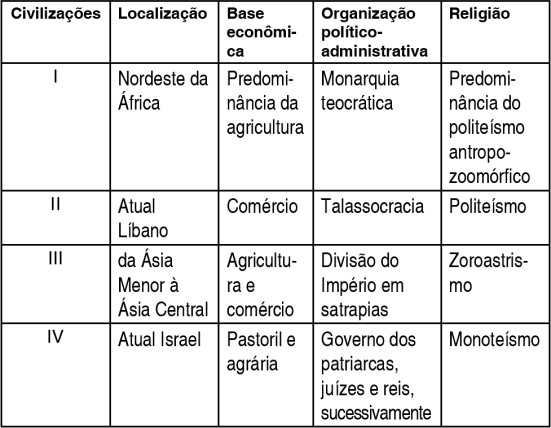 Civilizações
Localização
Base
econômi-
ca
Organização
político-
administrativa
Religião
I
Nordeste da
África
Predomi-
nância da
agricultura
Monarquia
teocrática
Predomi-
nância do
politeísmo
antropo-
zoomórfico
II
Atual
Líbano
Comércio
Talassocracia
Politeísmo
III
da Ásia
Menor à
Ásia Central
Agricultu-
ra e
comércio
Divisão do
Império em
satrapias
Zoroastris-
mo
IV
Atual Israel
Pastoril e
agrária
Governo dos
patriarcas,
juízes e reis,
sucessivamente
Monoteísmo